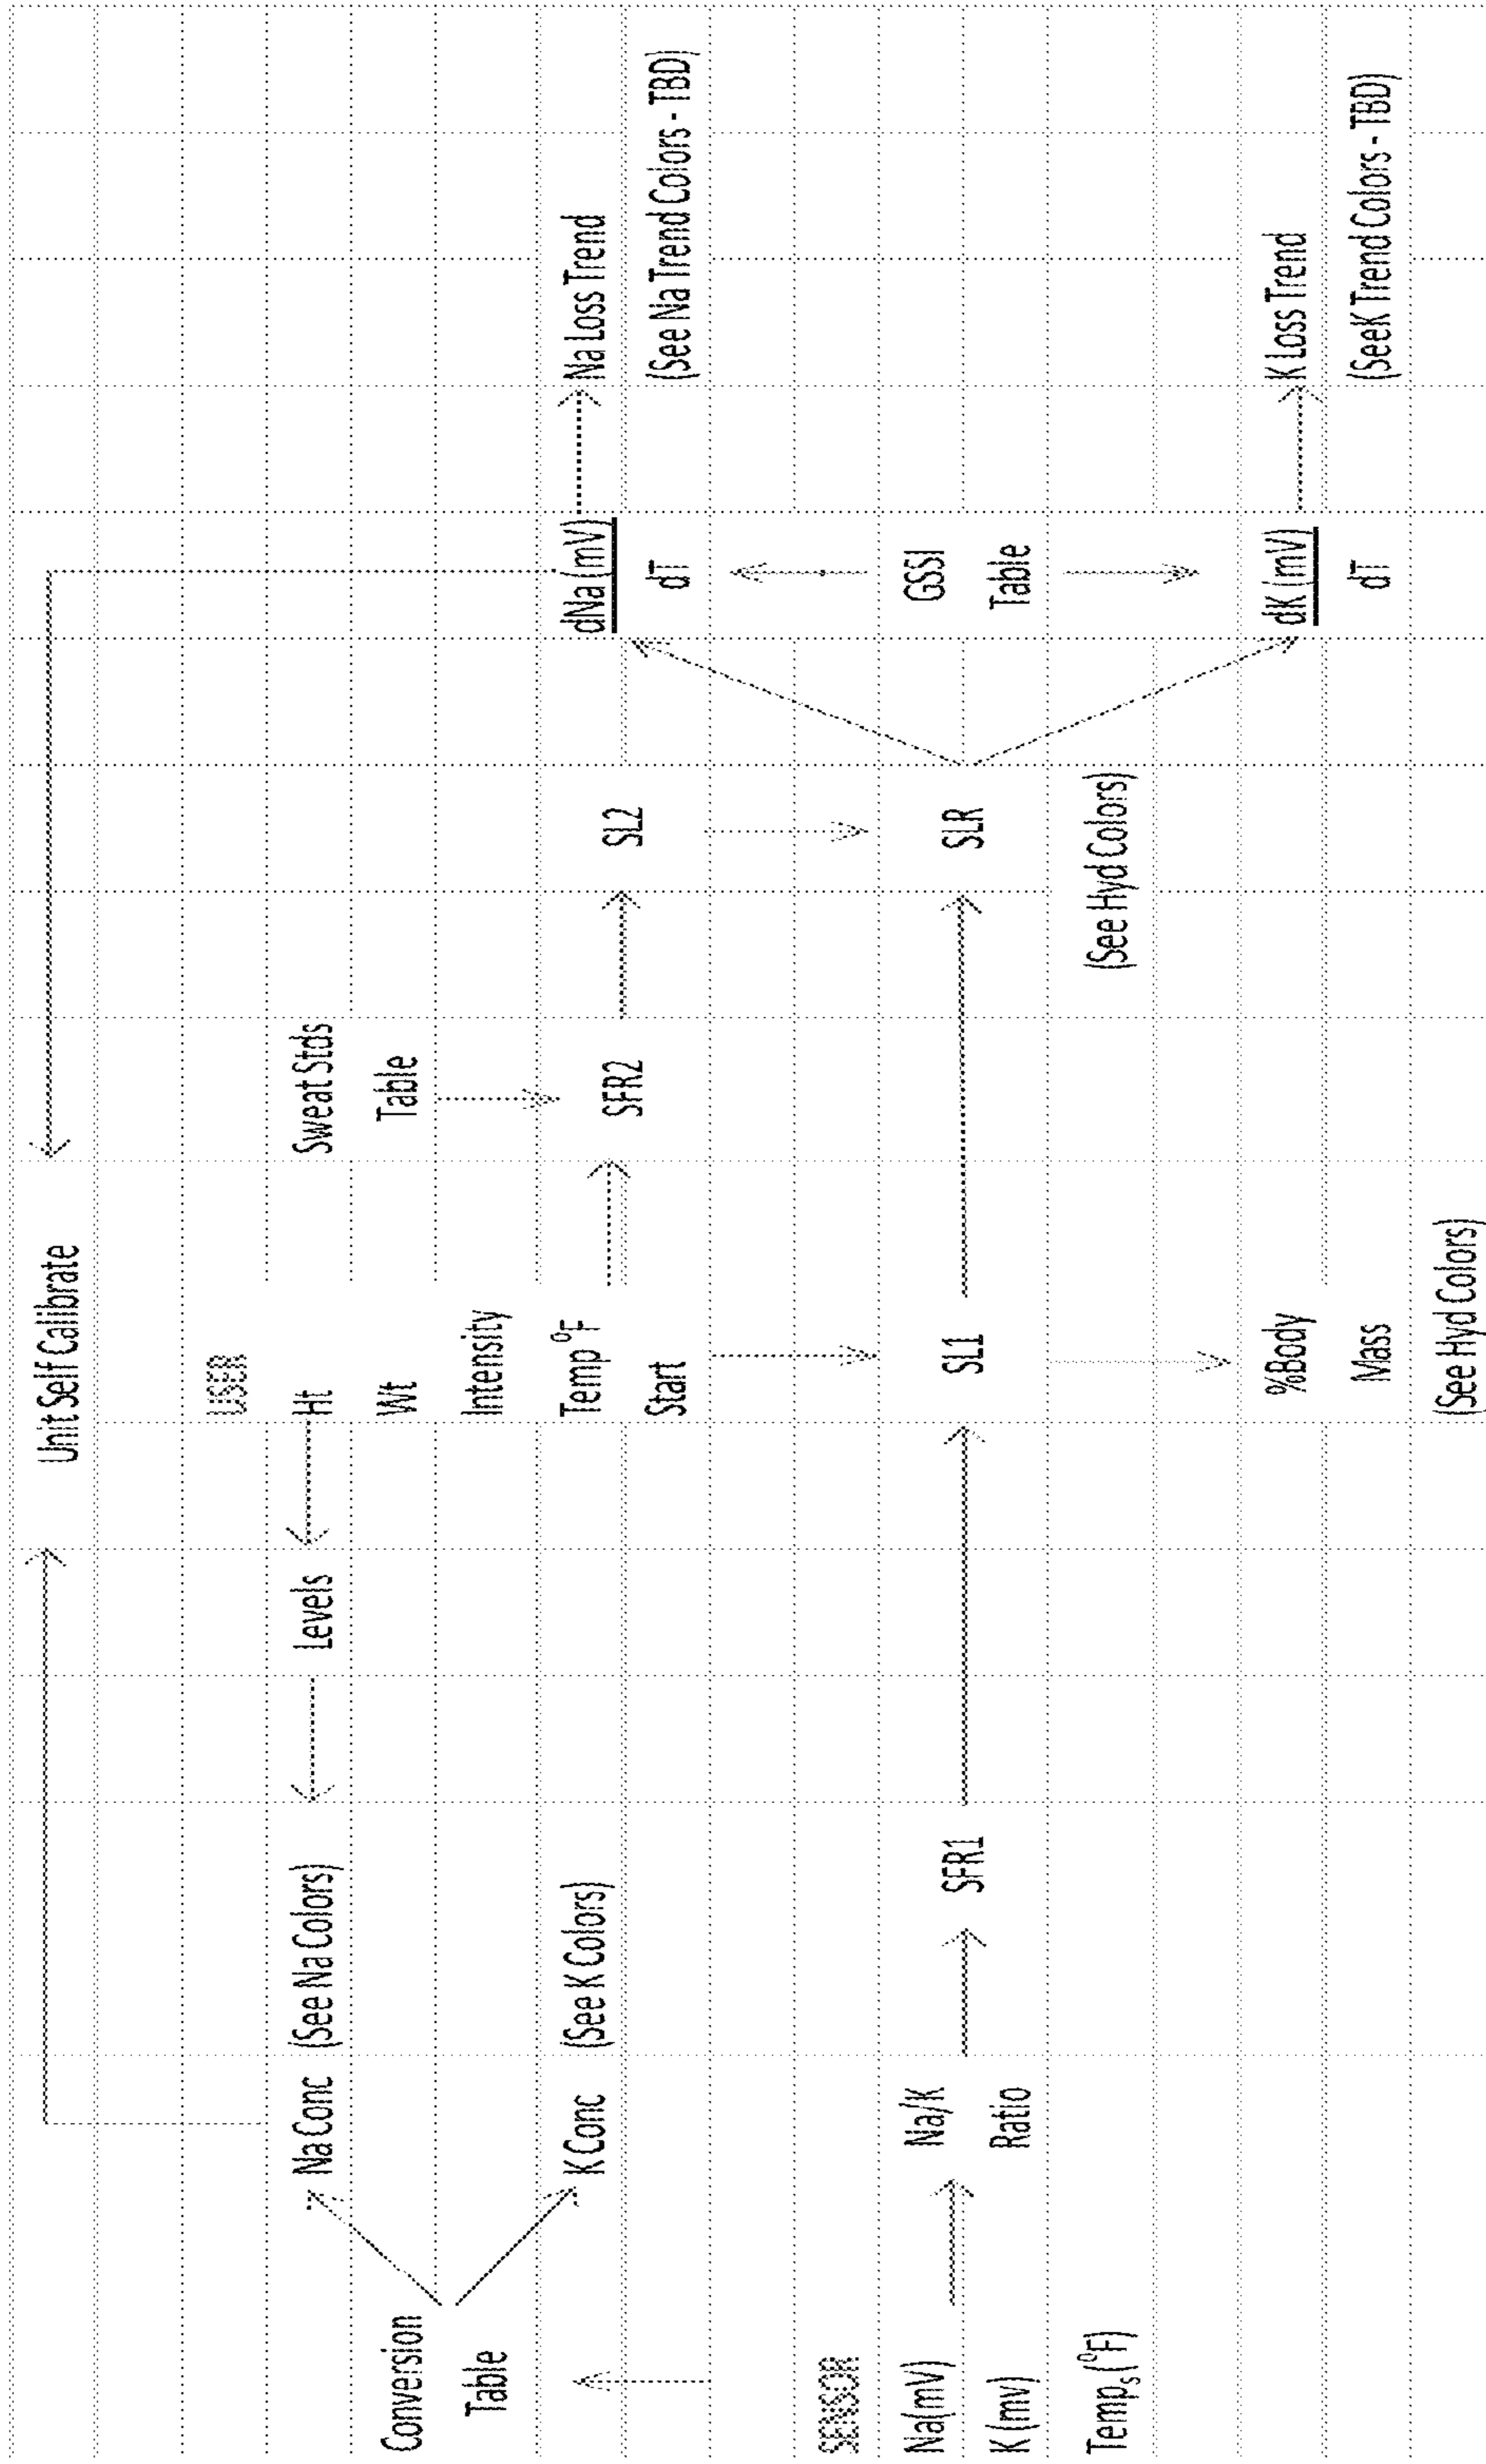 Unit Self Calibrate
USER
Ht
Wt
Intensity
Temp ⁰F
Start
Levels
Na Conc (See Na Colors)
K Conc (See K Colors)
Conversion
Table
SENSOR
Na(mV)
K (mv)
Tempₛ(⁰F)
Na/K
Ratio
SFR1
SL1
%Body
Mass
(See Hyd Colors)
Sweat Stds
Table
SFR2
SL2
SLR
(See Hyd Colors)
dNa (mV)
dT
GSSI
Table
dK (mV)
dT
Na Loss Trend
(See Na Trend Colors - TBD)
K Loss Trend
(SeeK Trend Colors - TBD)